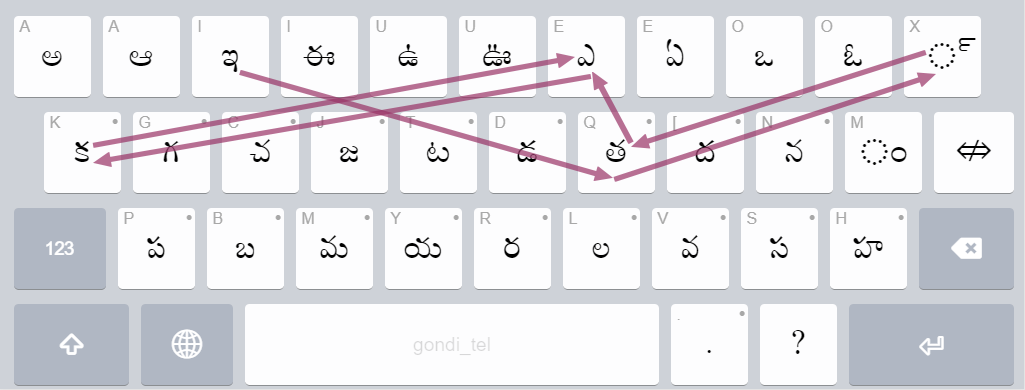 A అ A ఆ I ఇ I ఈ U ఉ U ఊ E ఎ E ఏ O ఒ O ఓ X
K క G గ C చ J జ T ట D డ Q త [ ద N న M ం
123 P ప B బ M మ Y య R ర L ల V వ S స H హ
gondi_tel . . ?